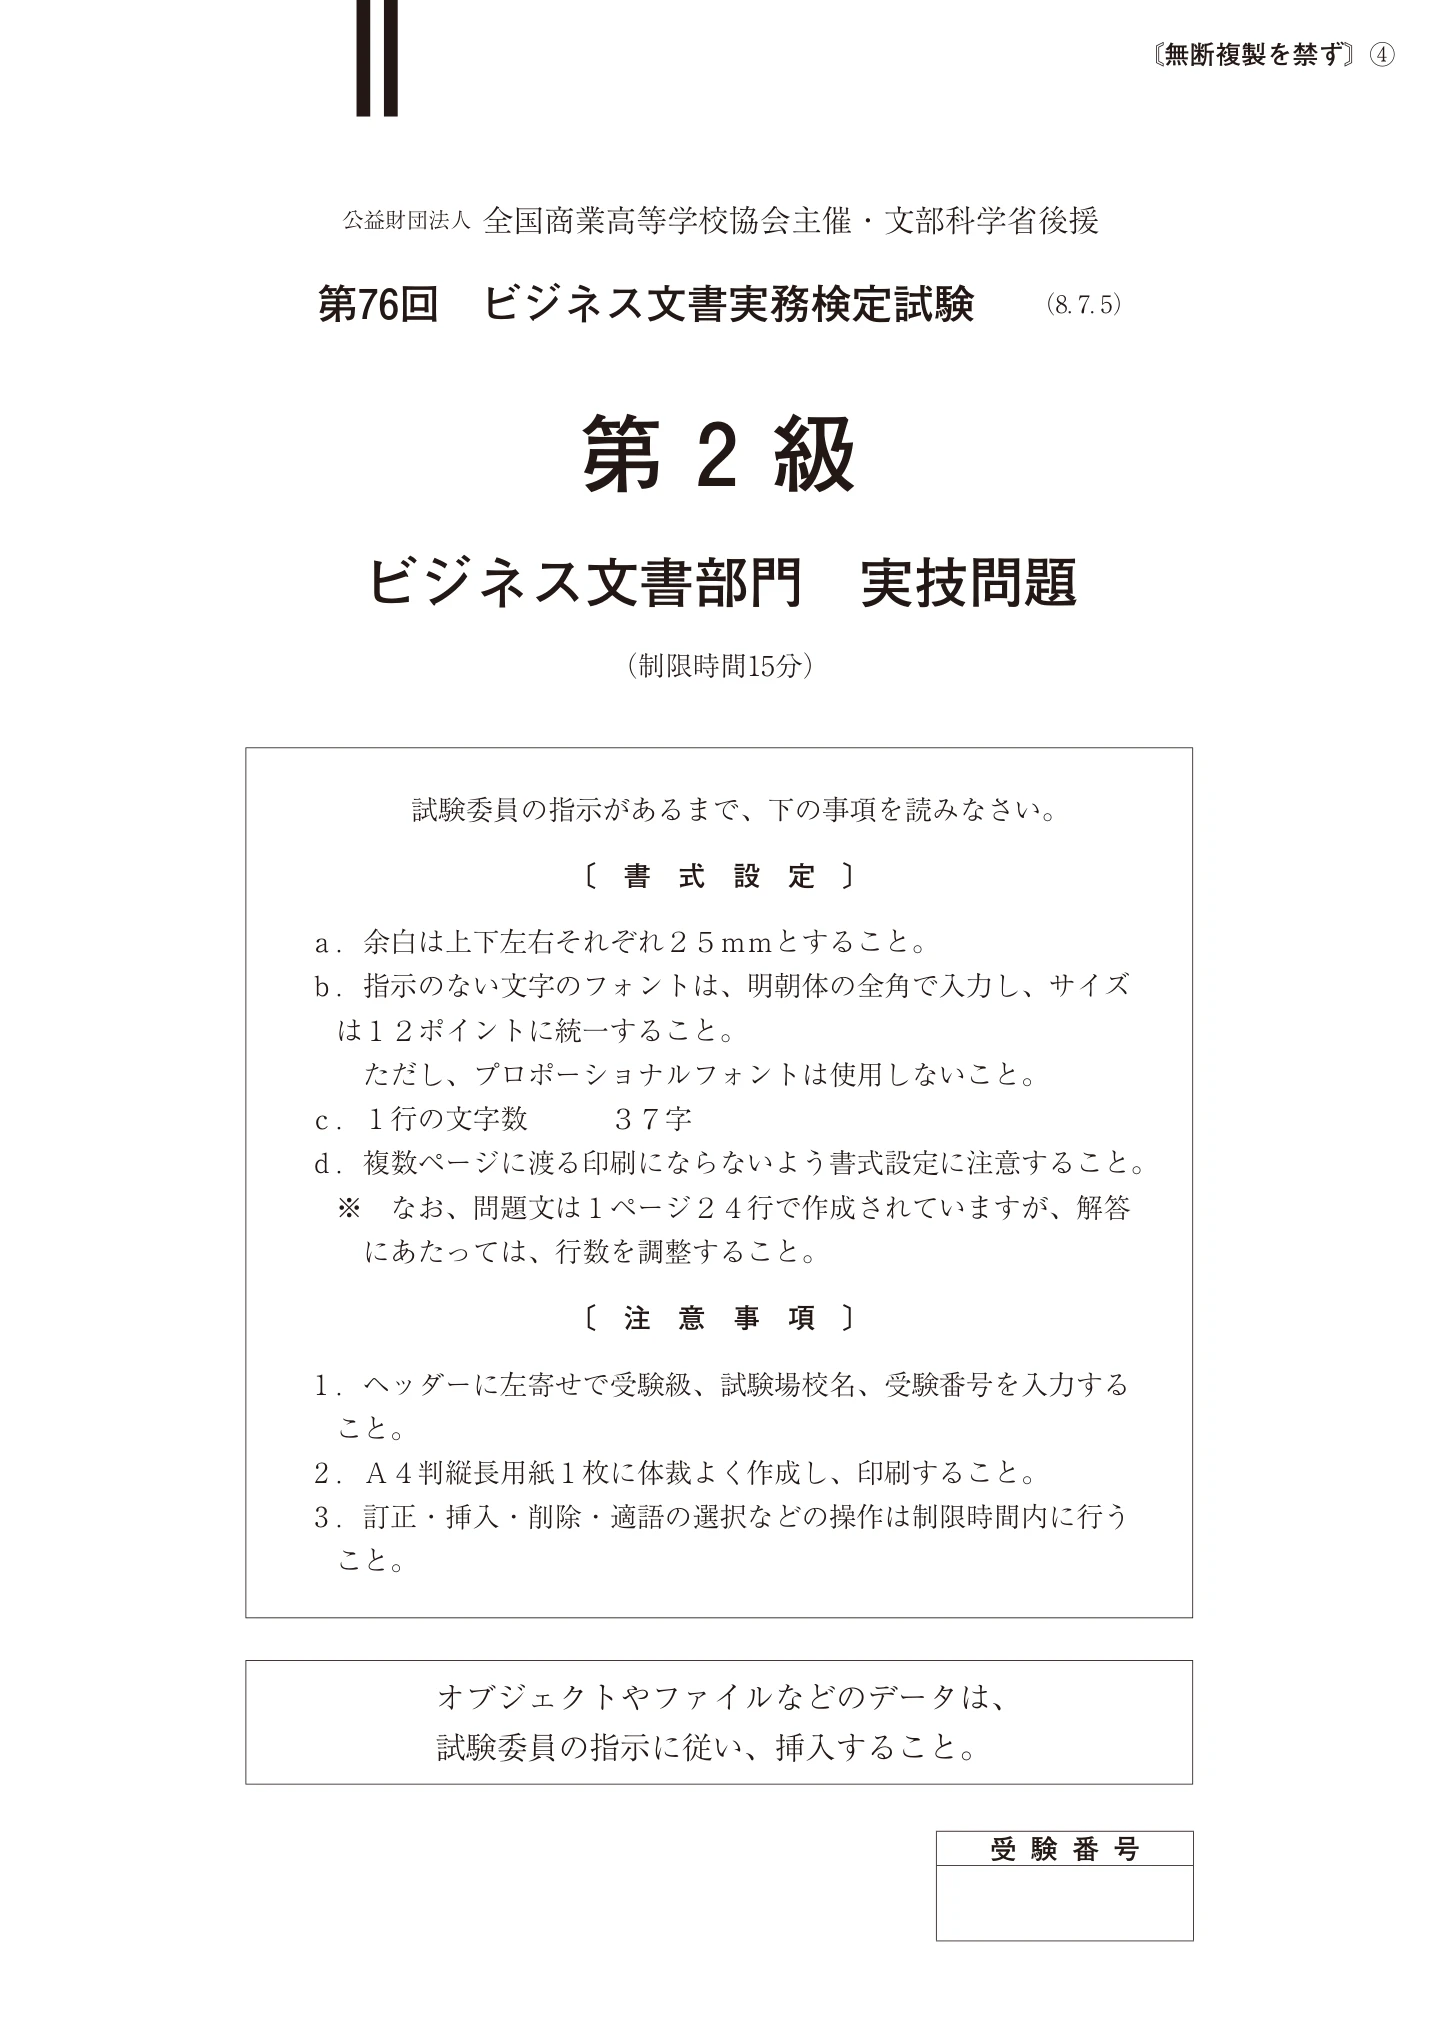 〔無断複製を禁ず〕④
公益財団法人 全国商業高等学校協会主催・文部科学省後援
第76回　ビジネス文書実務検定試験　（8. 7. 5）
第２級
ビジネス文書部門　実技問題
（制限時間15分）
試験委員の指示があるまで、下の事項を読みなさい。
〔　書　式　設　定　〕
ａ．余白は上下左右それぞれ２５ｍｍとすること。
ｂ．指示のない文字のフォントは、明朝体の全角で入力し、サイズ
は１２ポイントに統一すること。
ただし、プロポーショナルフォントは使用しないこと。
ｃ．１行の文字数　　　３７字
ｄ．複数ページに渡る印刷にならないよう書式設定に注意すること。
※　なお、問題文は１ページ２４行で作成されていますが、解答
にあたっては、行数を調整すること。
〔　注　意　事　項　〕
１．ヘッダーに左寄せで受験級、試験場校名、受験番号を入力する
こと。
２．Ａ４判縦長用紙１枚に体裁よく作成し、印刷すること。
３．訂正・挿入・削除・適語の選択などの操作は制限時間内に行う
こと。
オブジェクトやファイルなどのデータは、
試験委員の指示に従い、挿入すること。
受　験　番　号